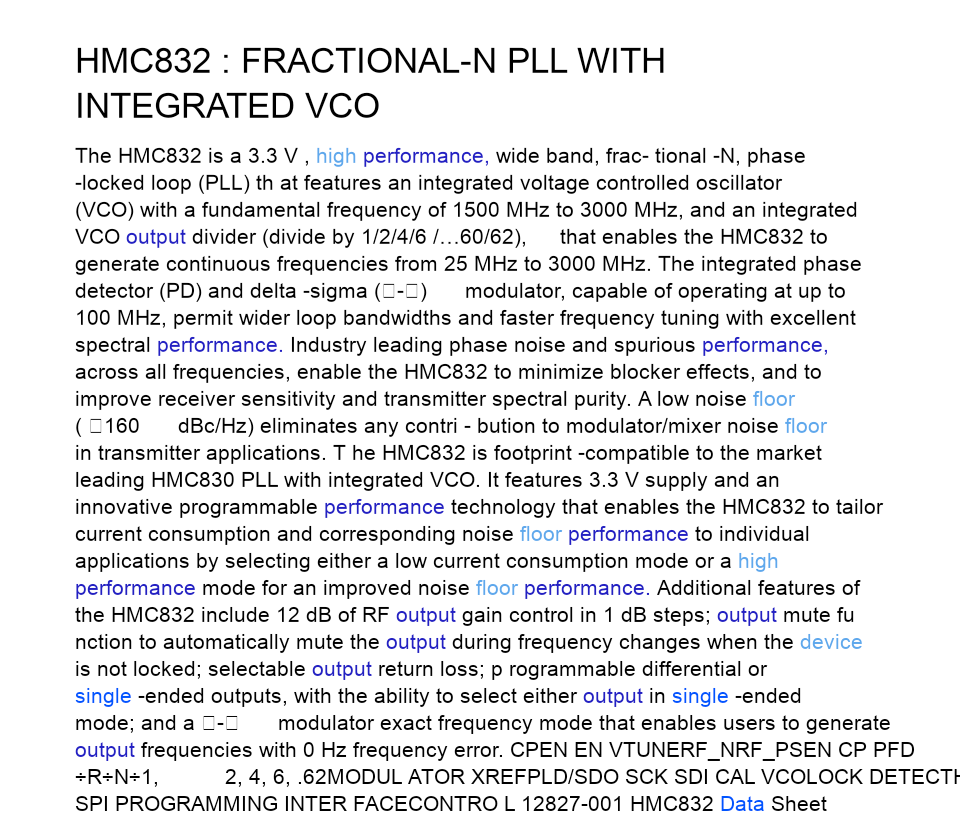 HMC832 : FRACTIONAL-N PLL WITH
INTEGRATED VCO
The HMC832 is a 3.3 V , high performance, wide band, frac- tional -N, phase
-locked loop (PLL) th at features an integrated voltage controlled oscillator
(VCO) with a fundamental frequency of 1500 MHz to 3000 MHz, and an integrated
VCO output divider (divide by 1/2/4/6 /…60/62), that enables the HMC832 to
generate continuous frequencies from 25 MHz to 3000 MHz. The integrated phase
detector (PD) and delta -sigma (□-□) modulator, capable of operating at up to
100 MHz, permit wider loop bandwidths and faster frequency tuning with excellent
spectral performance. Industry leading phase noise and spurious performance,
across all frequencies, enable the HMC832 to minimize blocker effects, and to
improve receiver sensitivity and transmitter spectral purity. A low noise floor
( □160 dBc/Hz) eliminates any contri - bution to modulator/mixer noise floor
in transmitter applications. T he HMC832 is footprint -compatible to the market
leading HMC830 PLL with integrated VCO. It features 3.3 V supply and an
innovative programmable performance technology that enables the HMC832 to tailor
current consumption and corresponding noise floor performance to individual
applications by selecting either a low current consumption mode or a high
performance mode for an improved noise floor performance. Additional features of
the HMC832 include 12 dB of RF output gain control in 1 dB steps; output mute fu
nction to automatically mute the output during frequency changes when the device
is not locked; selectable output return loss; p rogrammable differential or
single -ended outputs, with the ability to select either output in single -ended
mode; and a □-□ modulator exact frequency mode that enables users to generate
output frequencies with 0 Hz frequency error. CPEN EN VTUNERF_NRF_PSEN CP PFD
÷R÷N÷1, 2, 4, 6, .62MODUL ATOR XREFPLD/SDO SCK SDI CAL VCOLOCK DETECTH
SPI PROGRAMMING INTER FACECONTRO L 12827-001 HMC832 Data Sheet